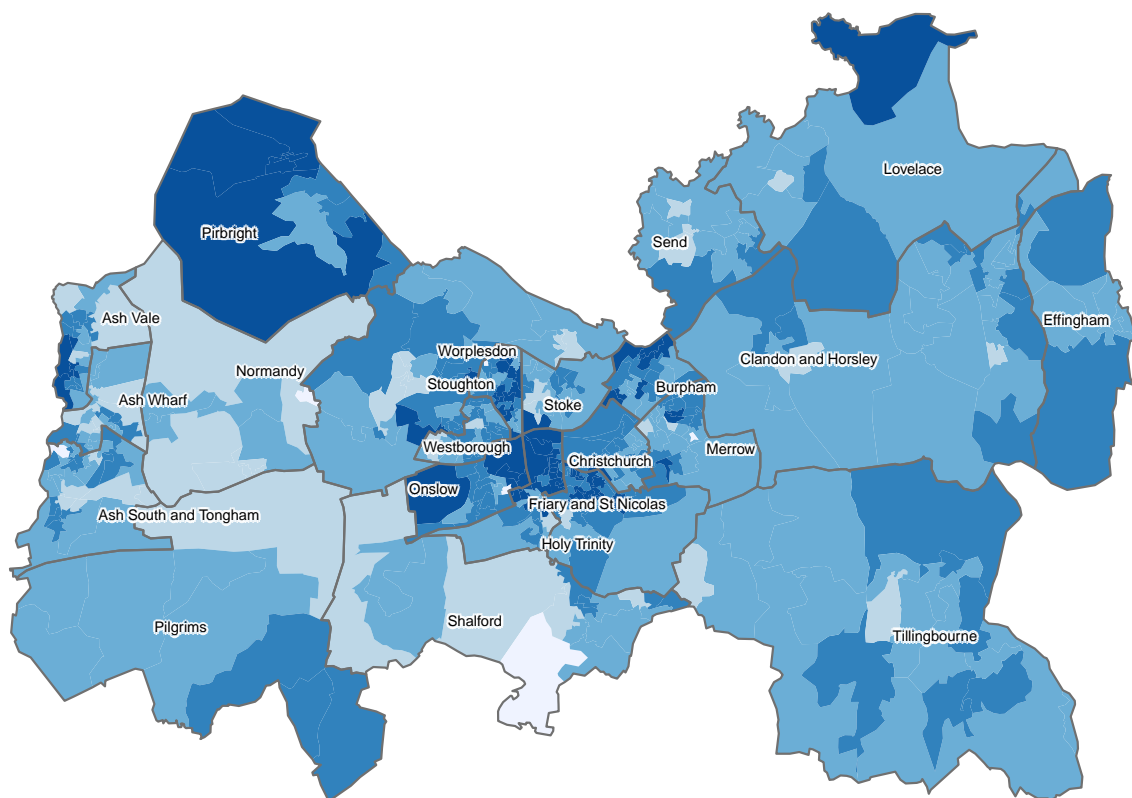 Lovelace
Pirbright
Send
Ash Vale
Effingham
Worplesdon
Clandon and Horsley
Normandy
Stoughton
Burpham
Ash Wharf
Stoke
Westborough
Merrow
Christchurch
Onslow
Friary and St Nicolas
Ash South and Tongham
Holy Trinity
Shalford
Pilgrims
Tillingbourne